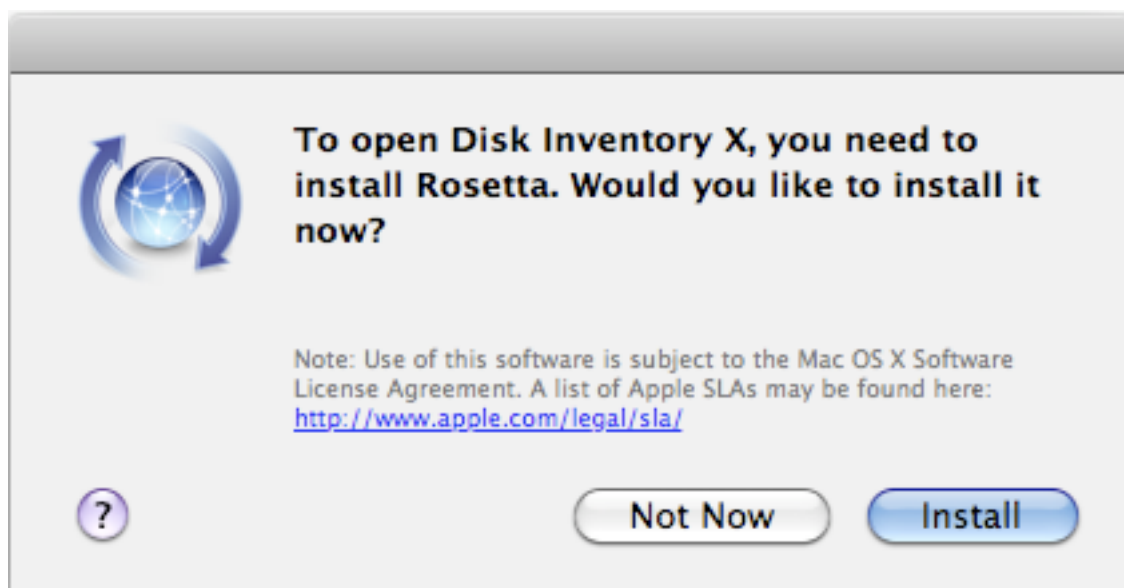 To open Disk Inventory X, you need to
install Rosetta. Would you like to install it
now?
Note: Use of this software is subject to the Mac OS X Software
License Agreement. A list of Apple SLAs may be found here:
http://www.apple.com/legal/sla/
?
Not Now
Install